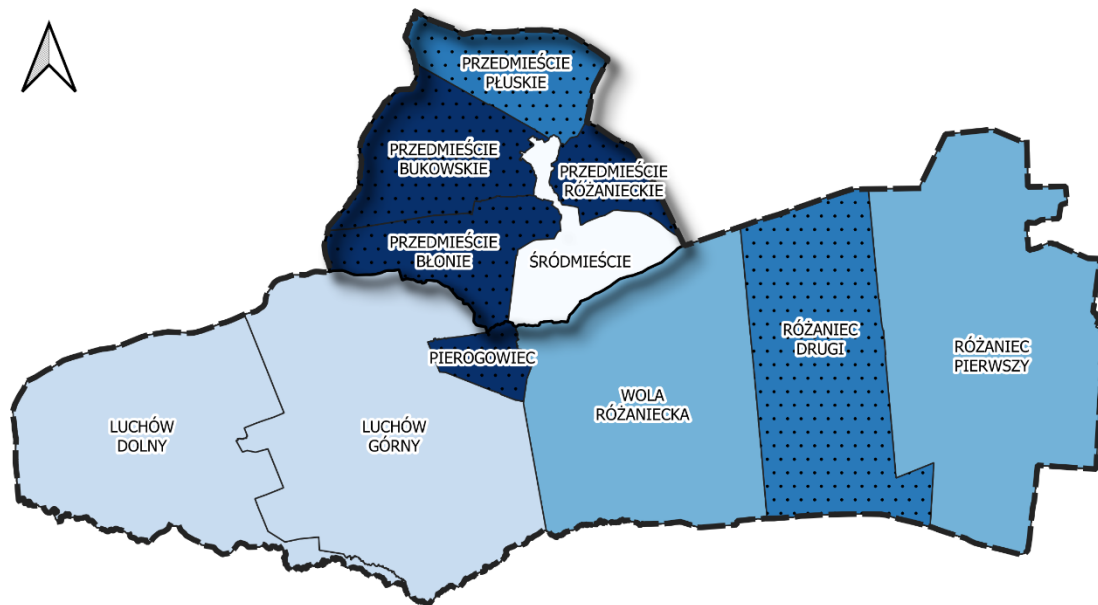 PRZEDMIEŚCIE
PŁUSKIE
PRZEDMIEŚCIE
BUKOWSKIE
PRZEDMIEŚCIE
RÓŻANIECKIE
PRZEDMIEŚCIE
BŁONIE
ŚRÓDMIEŚCIE
PIEROGOWIEC
RÓŻANIEC
DRUGI
RÓŻANIEC
PIERWSZY
WOLA
RÓŻANIECKA
LUCHÓW
DOLNY
LUCHÓW
GÓRNY